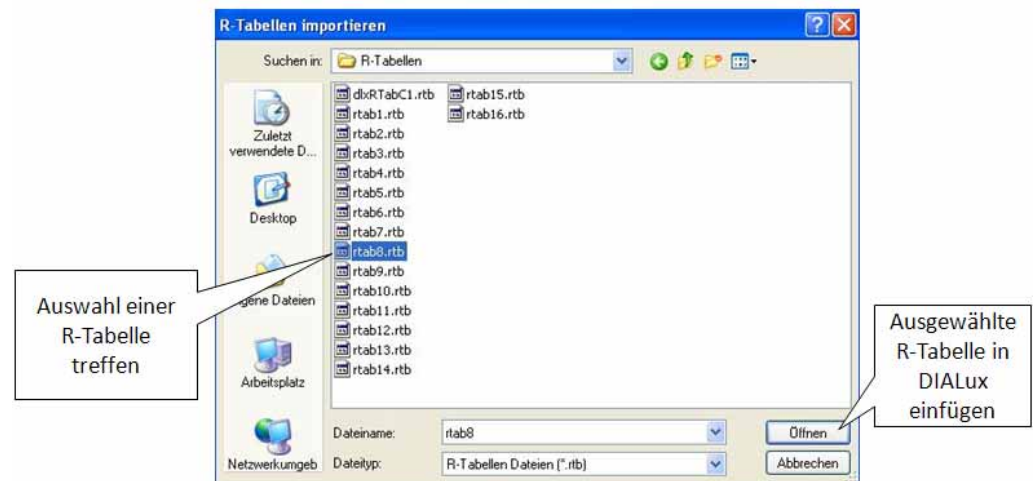 R-Tabellen importieren
Suchen in: R-Tabellen
dlxRTabC1.rtb
rtab1.rtb
rtab2.rtb
rtab3.rtb
rtab4.rtb
rtab5.rtb
rtab6.rtb
rtab7.rtb
rtab8.rtb
rtab9.rtb
rtab10.rtb
rtab11.rtb
rtab12.rtb
rtab13.rtb
rtab14.rtb
rtab15.rtb
rtab16.rtb
Zuletzt
verwendete D...
Desktop
gene Dateien
Arbeitsplatz
Netzwerkumgeb
Dateiname: rtab8
Öffnen
Dateityp: R-Tabellen Dateien (*.rtb)
Abbrechen
Auswahl einer
R-Tabelle
treffen
Ausgewählte
R-Tabelle in
DIALux
einfügen